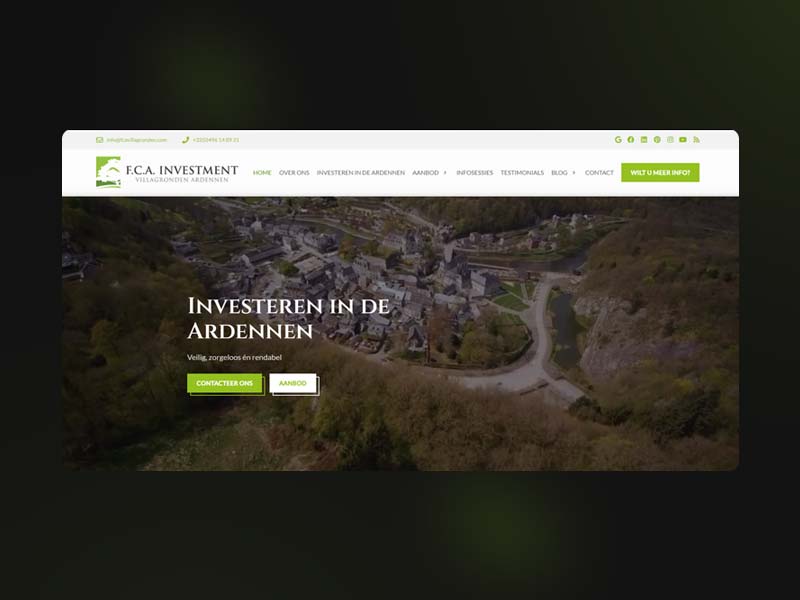 info@fcavillagronden.com +32(0)496 14 09 21
F.C.A. INVESTMENT
VILLAGRONDEN ARDENNEN
HOME OVER ONS INVESTEREN IN DE ARDENNEN AANBOD INFOSESSIES TESTIMONIALS BLOG CONTACT WILT U MEER INFO?
INVESTEREN IN DE
ARDENNEN
Veilig, zorgeloos én rendabel
CONTACTEER ONS AANBOD